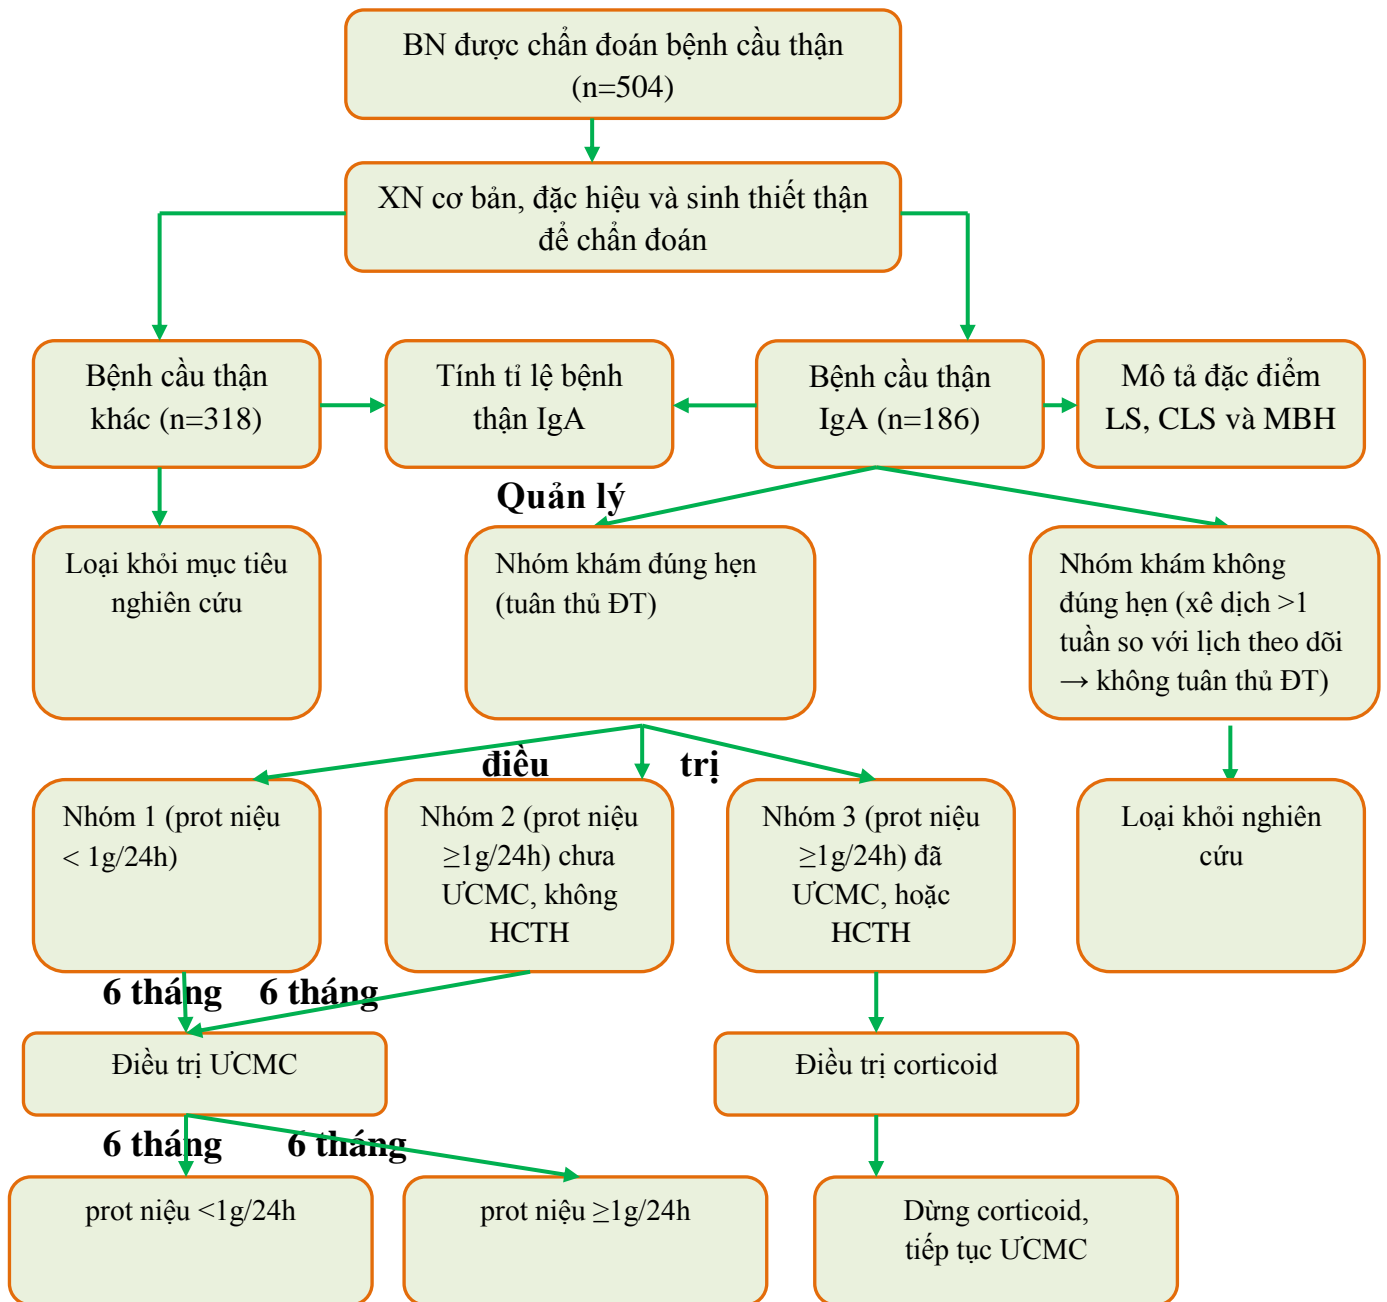 BN được chẩn đoán bệnh cầu thận
(n=504)
XN cơ bản, đặc hiệu và sinh thiết thận
để chẩn đoán
Bệnh cầu thận
khác (n=318)
Tính tỉ lệ bệnh
thận IgA
Bệnh cầu thận
IgA (n=186)
Mô tả đặc điểm
LS, CLS và MBH
Quản lý
Loại khỏi mục tiêu
nghiên cứu
Nhóm khám đúng hẹn
(tuân thủ ĐT)
Nhóm khám không
đúng hẹn (xê dịch >1
tuần so với lịch theo dõi
→ không tuân thủ ĐT)
điều trị
Nhóm 1 (prot niệu
< 1g/24h)
Nhóm 2 (prot niệu
≥1g/24h) chưa
ƯCMC, không
HCTH
Nhóm 3 (prot niệu
≥1g/24h) đã
ƯCMC, hoặc
HCTH
Loại khỏi nghiên
cứu
6 tháng 6 tháng
Điều trị ƯCMC
Điều trị corticoid
6 tháng 6 tháng
prot niệu <1g/24h
prot niệu ≥1g/24h
Dừng corticoid,
tiếp tục ƯCMC